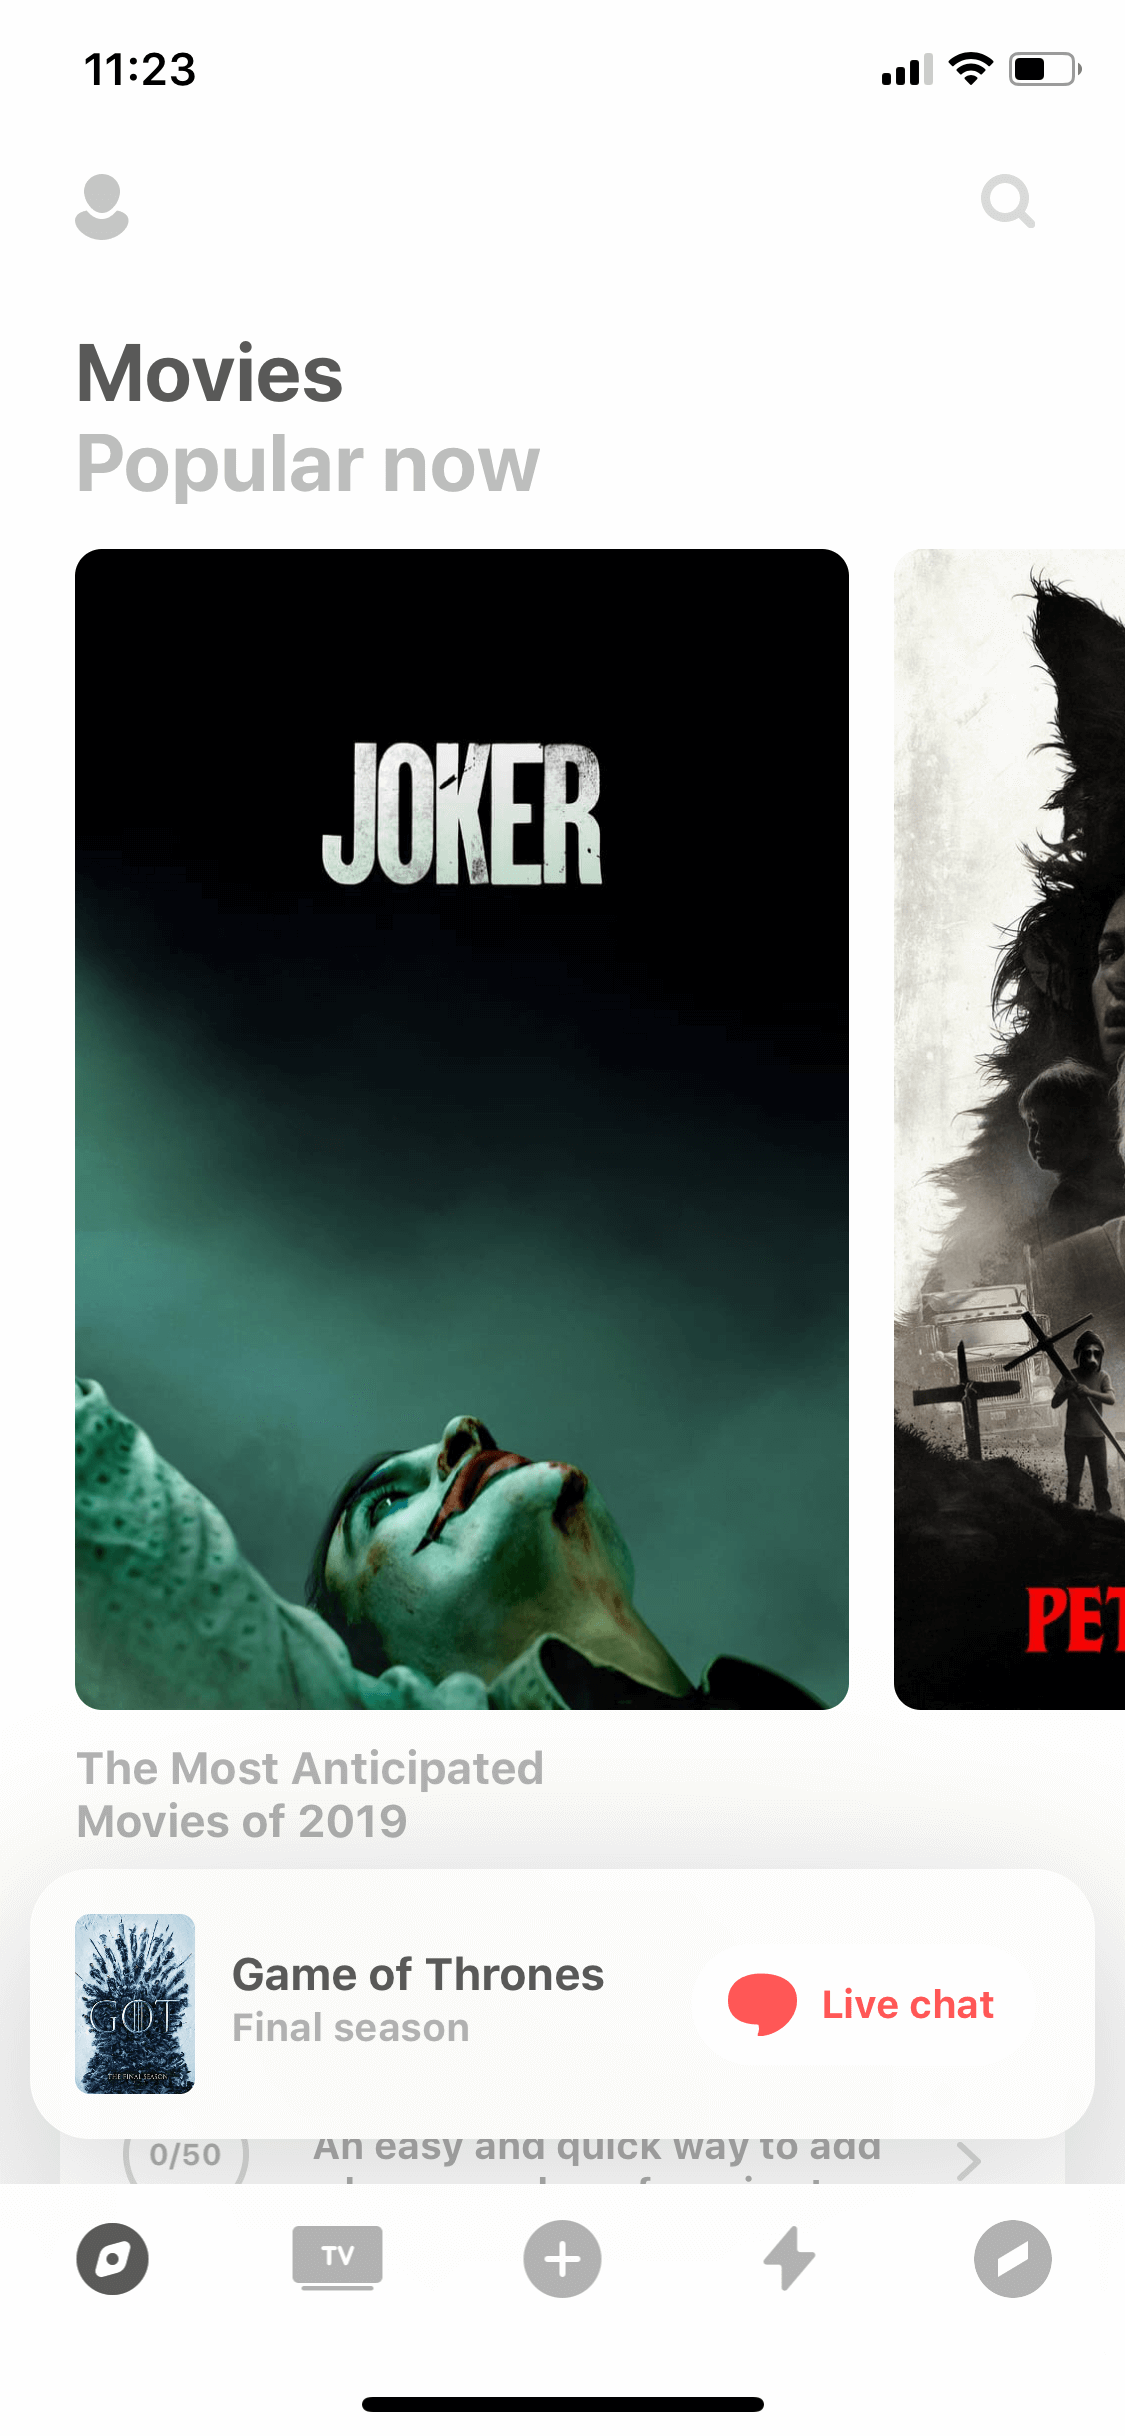 11:23
Movies
Popular now
JOKER
PET
The Most Anticipated
Movies of 2019
GOT
THE FINAL SEASON
Game of Thrones
Final season
Live chat
0/50
An easy and quick way to add
TV